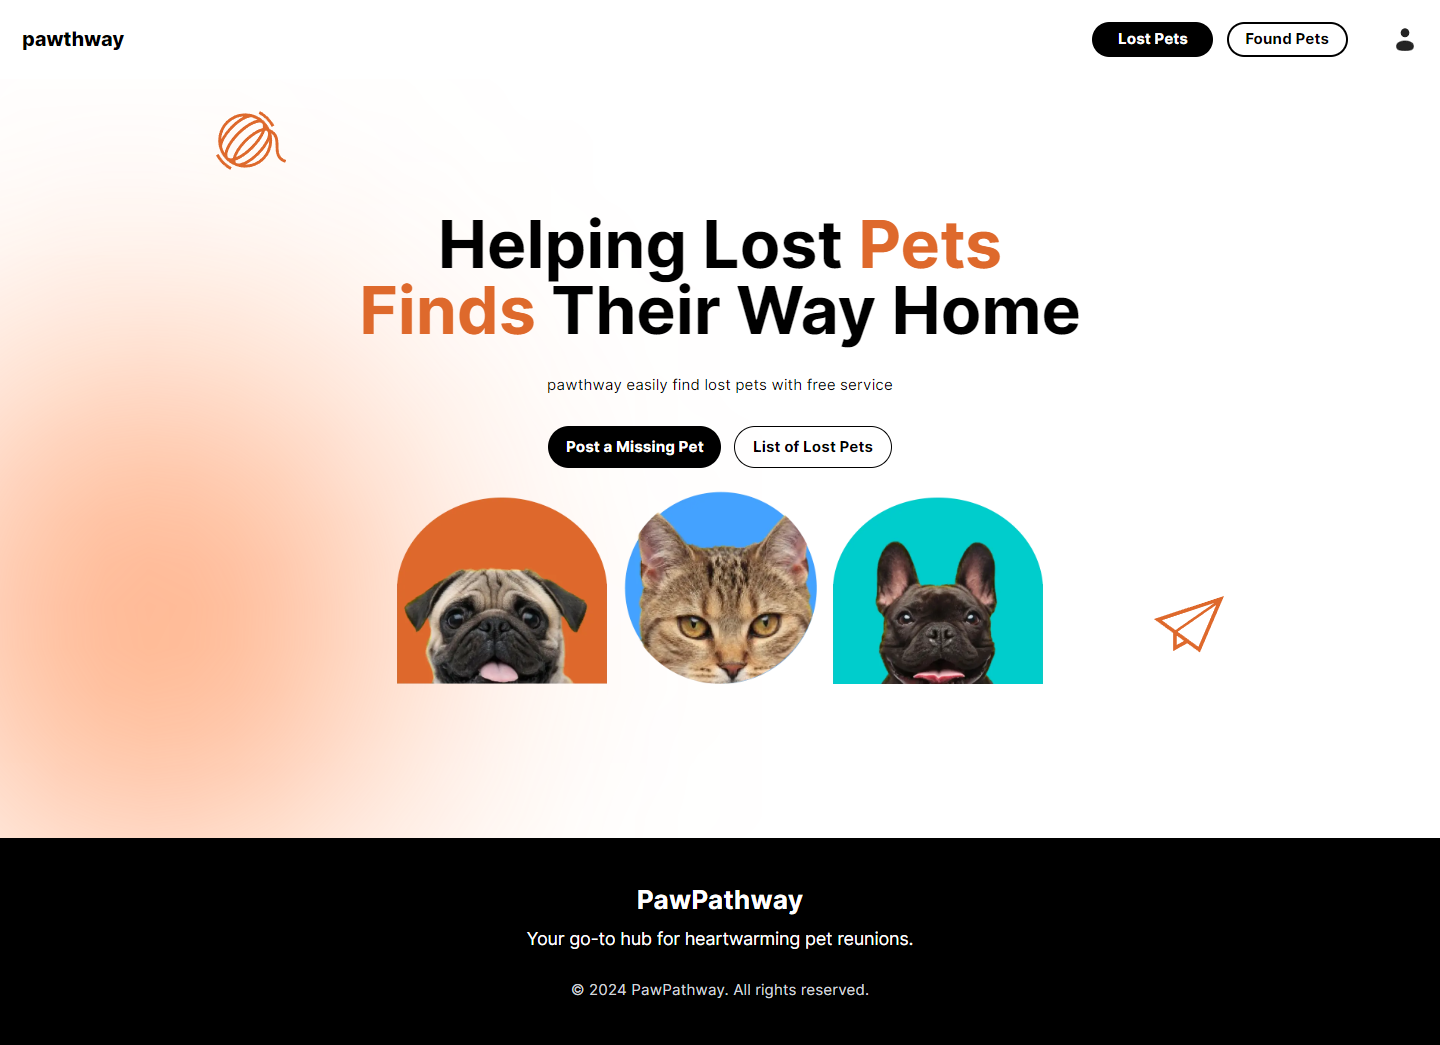 pawthway
Lost Pets
Found Pets
Helping Lost Pets
Finds Their Way Home
pawthway easily find lost pets with free service
Post a Missing Pet
List of Lost Pets
PawPathway
Your go-to hub for heartwarming pet reunions.
© 2024 PawPathway. All rights reserved.